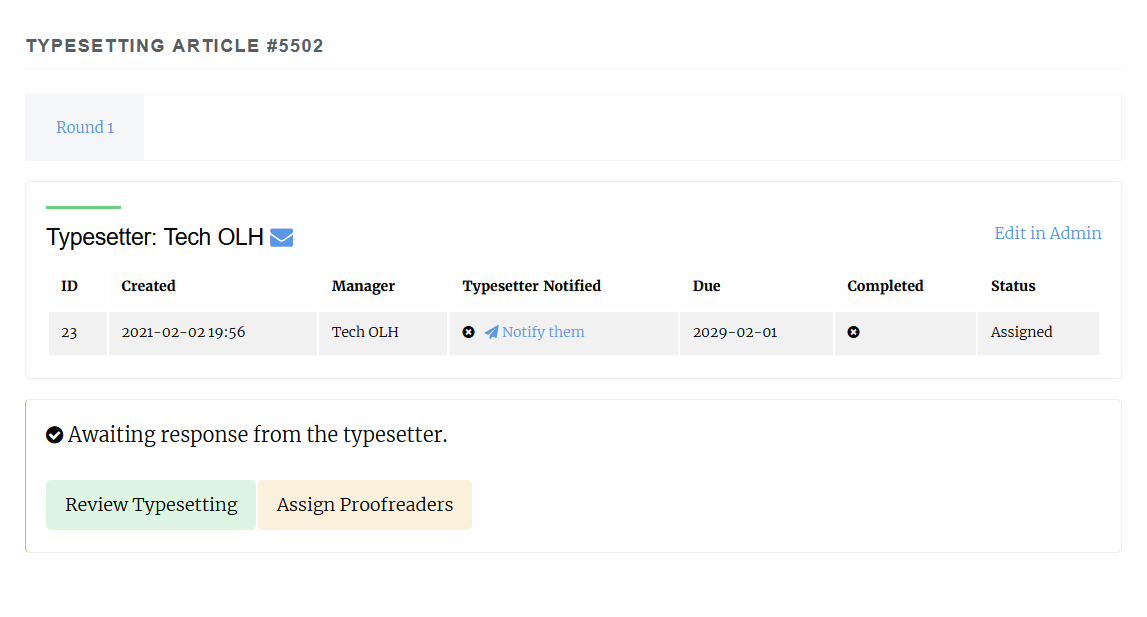 TYPESETTING ARTICLE #5502
Round 1
Typesetter: Tech OLH
Edit in Admin
ID Created Manager Typesetter Notified Due Completed Status
23 2021-02-02 19:56 Tech OLH Notify them 2029-02-01 Assigned
Awaiting response from the typesetter.
Review Typesetting Assign Proofreaders